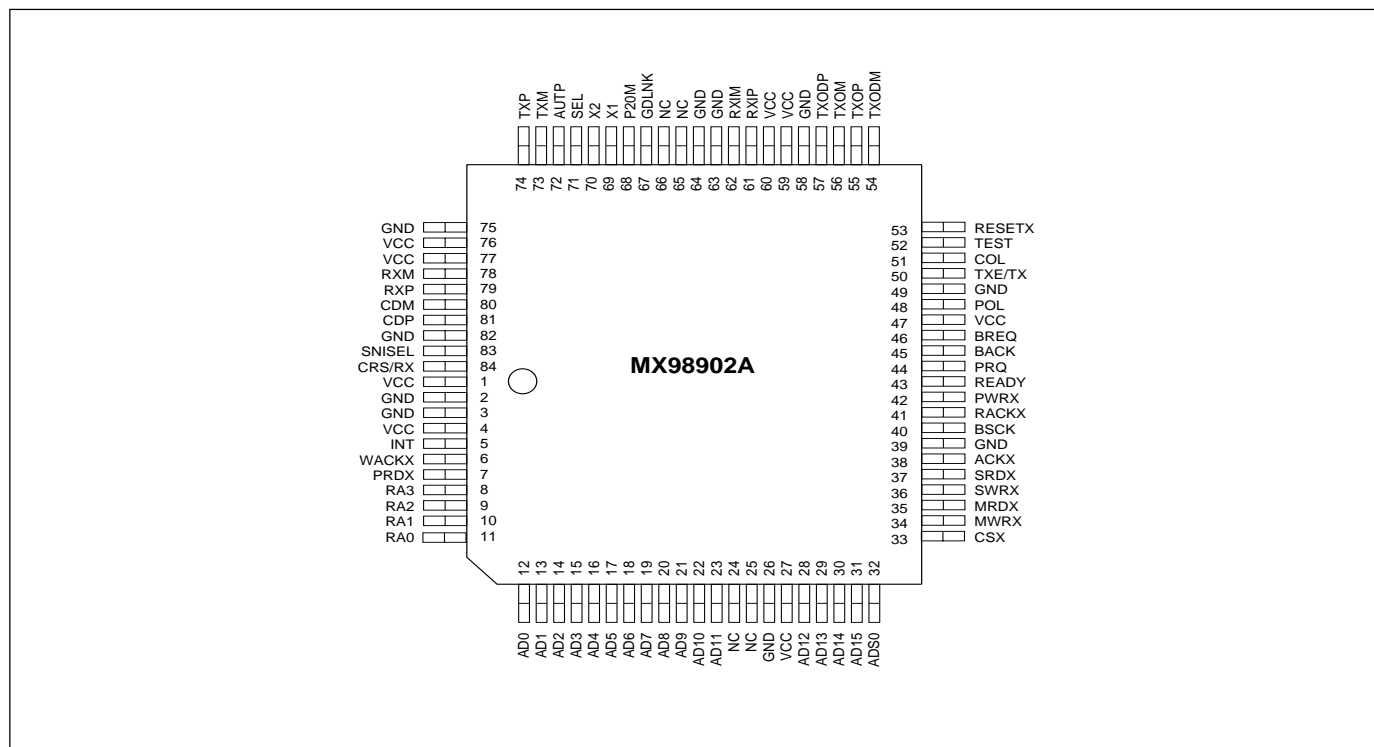 TXP
TXM
AUTP
SEL
X2
X1
P20M
GDLNK
NC
NC
GND
GND
RXIM
RXIP
VCC
VCC
GND
TXODP
TXOM
TXOP
TXODM
74
73
72
71
70
69
68
67
66
65
64
63
62
61
60
59
58
57
56
55
54
GND 75
VCC 76
VCC 77
RXM 78
RXP 79
CDM 80
CDP 81
GND 82
SNISEL 83
CRS/RX 84
VCC 1
GND 2
GND 3
VCC 4
INT 5
WACKX 6
PRDX 7
RA3 8
RA2 9
RA1 10
RA0 11
MX98902A
53 RESETX
52 TEST
51 COL
50 TXE/TX
49 GND
48 POL
47 VCC
46 BREQ
45 BACK
44 PRQ
43 READY
42 PWRX
41 RACKX
40 BSCK
39 GND
38 ACKX
37 SRDX
36 SWRX
35 MRDX
34 MWRX
33 CSX
12
13
14
15
16
17
18
19
20
21
22
23
24
25
26
27
28
29
30
31
32
AD0
AD1
AD2
AD3
AD4
AD5
AD6
AD7
AD8
AD9
AD10
AD11
NC
NC
GND
VCC
AD12
AD13
AD14
AD15
ADS0